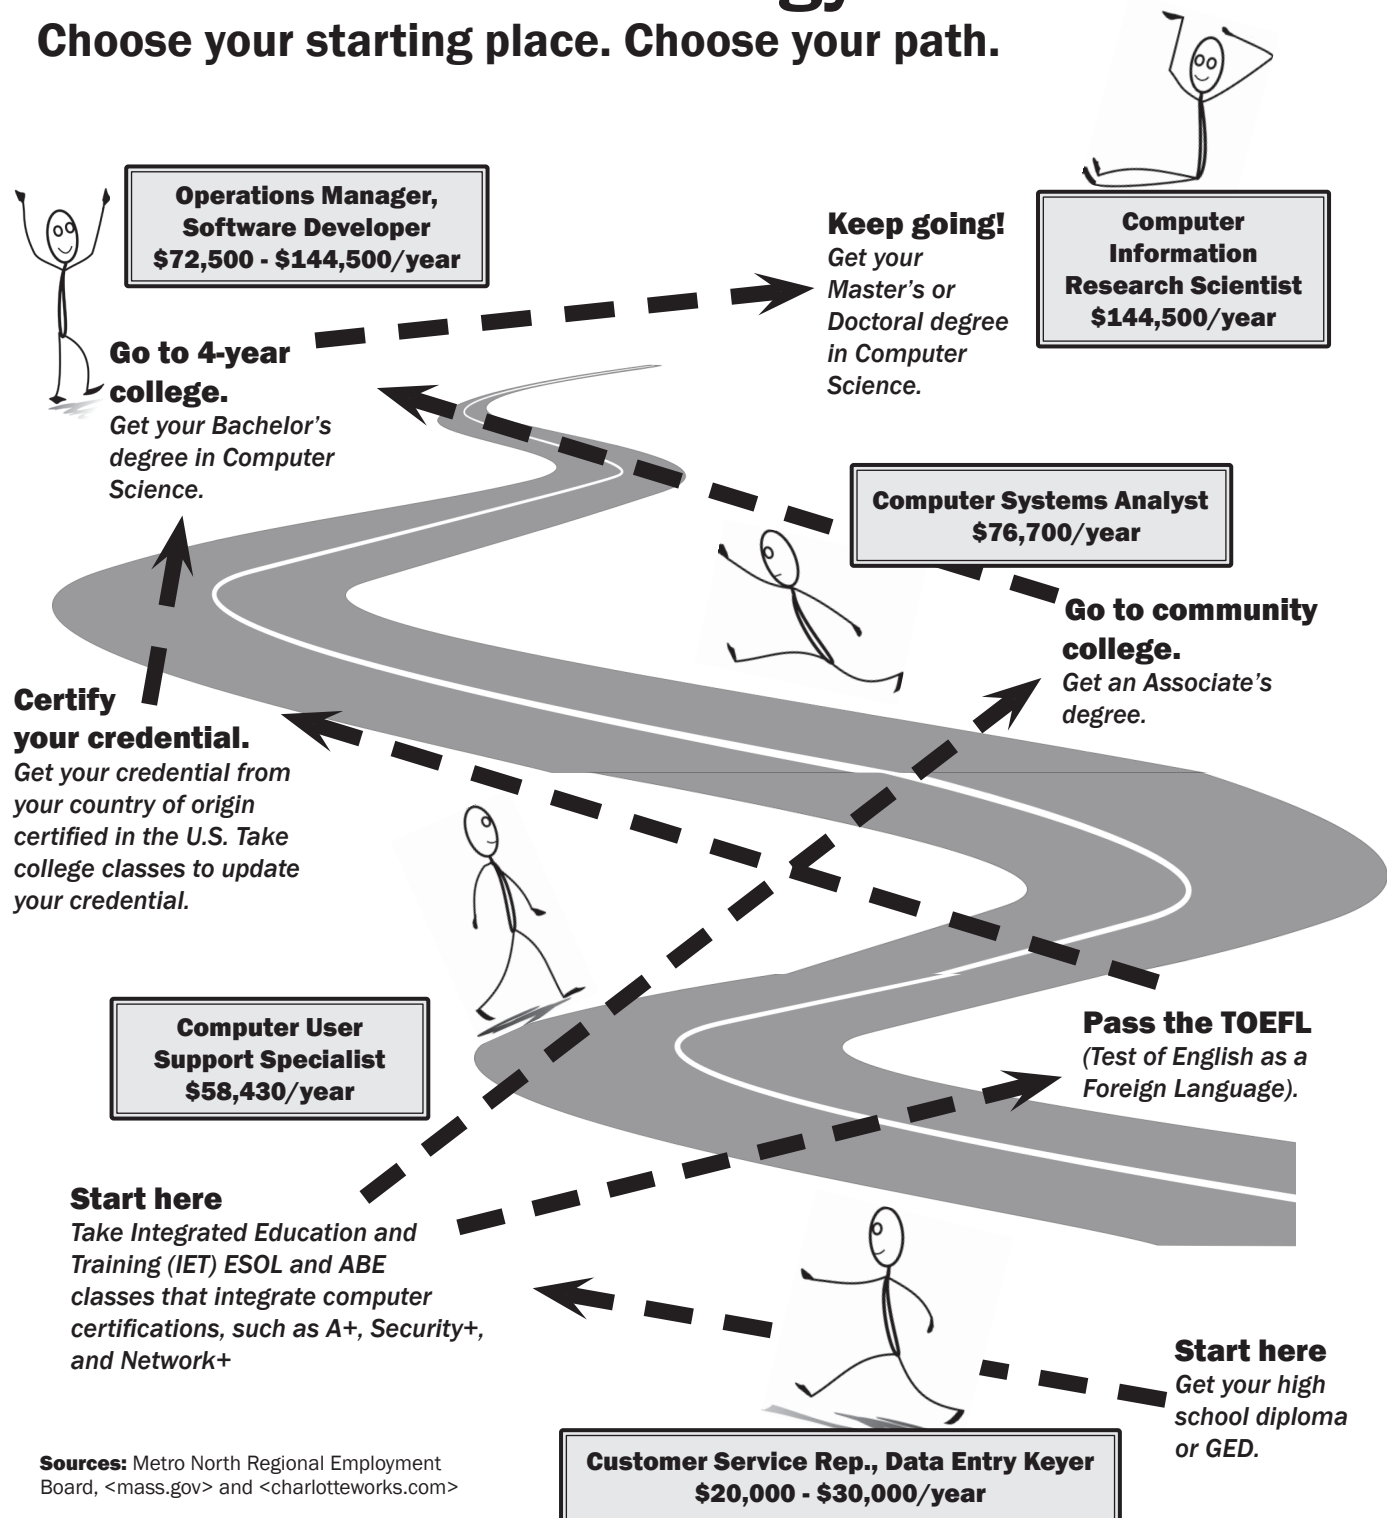 Choose your starting place. Choose your path.
Operations Manager,
Software Developer
$72,500 - $144,500/year
Keep going!
Get your
Master's or
Doctoral degree
in Computer
Science.
Computer
Information
Research Scientist
$144,500/year
Go to 4-year
college.
Get your Bachelor's
degree in Computer
Science.
Computer Systems Analyst
$76,700/year
Go to community
college.
Get an Associate's
degree.
Certify
your credential.
Get your credential from
your country of origin
certified in the U.S. Take
college classes to update
your credential.
Computer User
Support Specialist
$58,430/year
Pass the TOEFL
(Test of English as a
Foreign Language).
Start here
Take Integrated Education and
Training (IET) ESOL and ABE
classes that integrate computer
certifications, such as A+, Security+,
and Network+
Start here
Get your high
school diploma
or GED.
Customer Service Rep., Data Entry Keyer
$20,000 - $30,000/year
Sources: Metro North Regional Employment
Board, <mass.gov> and <charlotteworks.com>